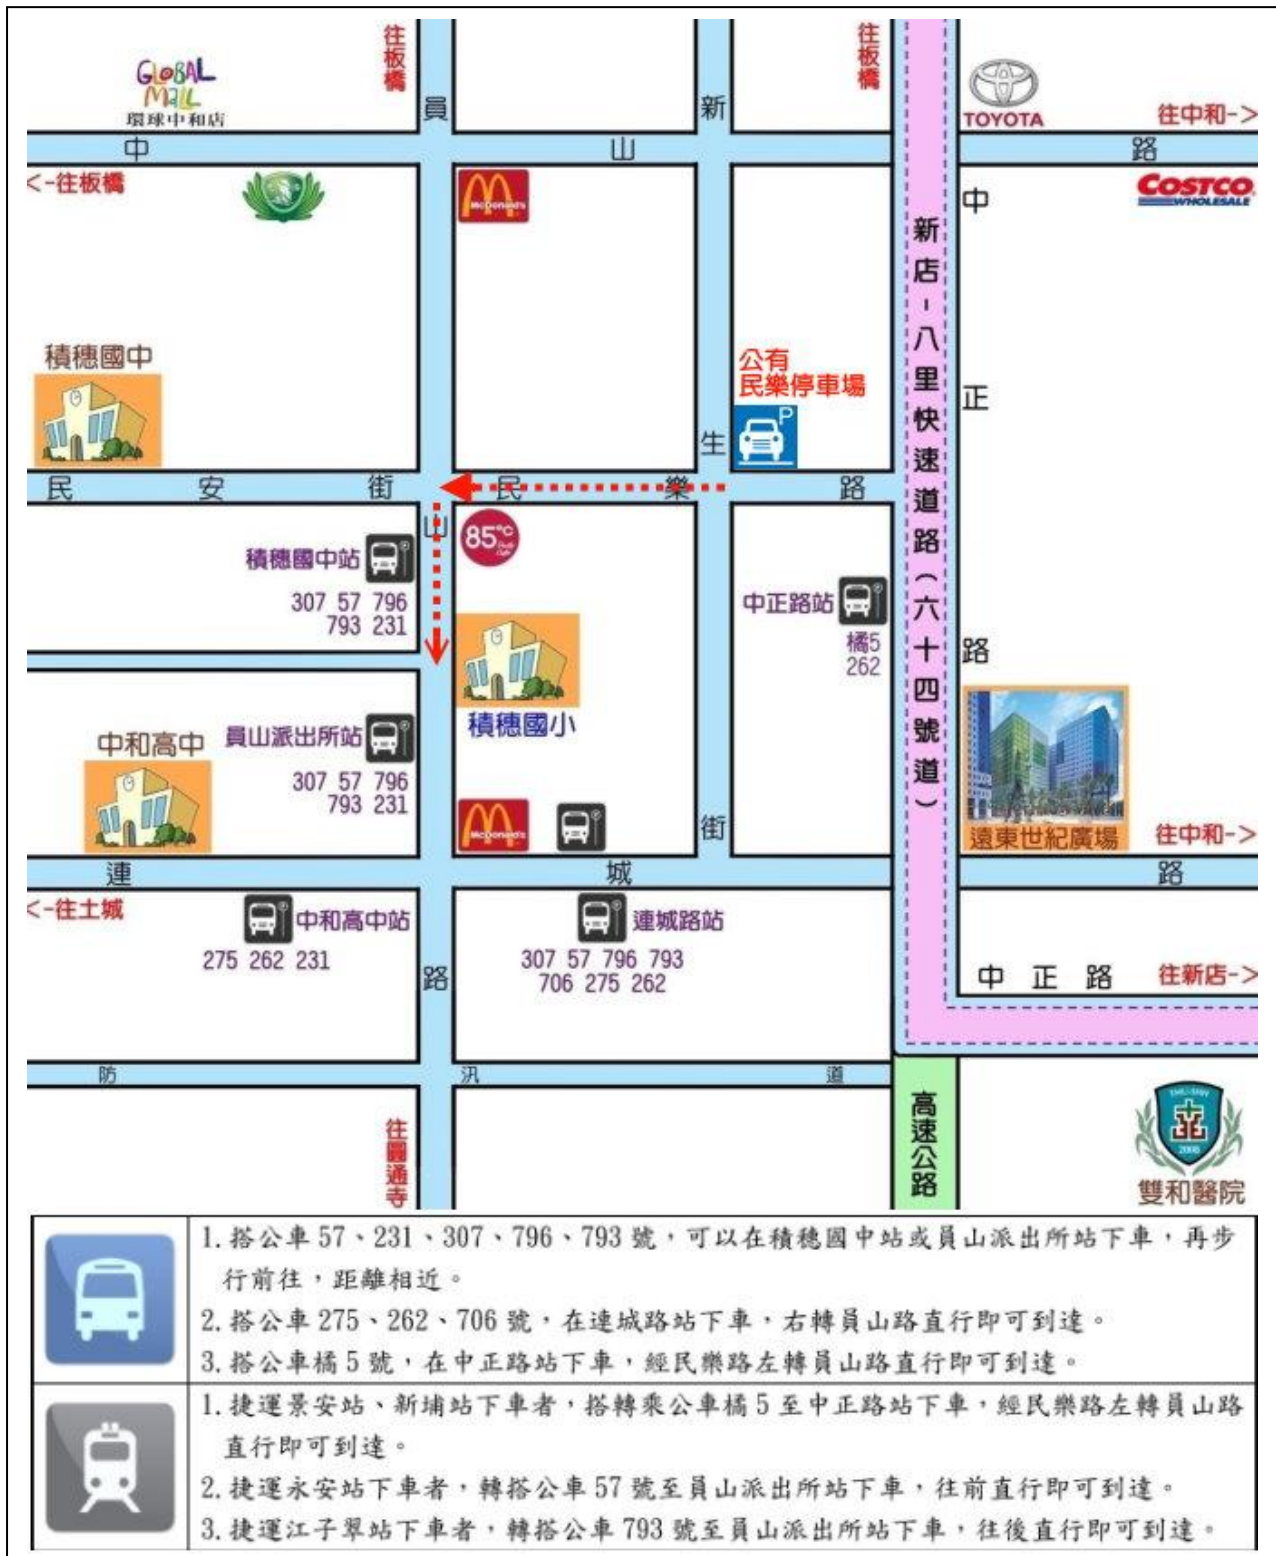 往板橋
往板橋
GLOBAL
Mall
環球中和店
員
新
TOYOTA
往中和->
中 山 路
<-往板橋
McDonald's
中
COSTCO
WHOLESALE
新店-八里快速道路(六十四號道)
積穗國中
公有
民樂停車場
P
正
生
民 安 街 民 樂 路
山
85°C
積穗國中站
307 57 796
793 231
中正路站
橘5
262
路
積穗國小
中和高中
員山派出所站
307 57 796
793 231
McDonald's
街
遠東世紀廣場
往中和->
連 城 路
<-往土城
中和高中站
275 262 231
連城路站
307 57 796 793
706 275 262
路
中 正 路 往新店->
防 汛 道
往圓通寺
高速公路
2008
雙和醫院
1.搭公車 57、231、307、796、793 號，可以在積穗國中站或員山派出所站下車，再步
行前往，距離相近。
2.搭公車 275、262、706 號，在連城路站下車，右轉員山路直行即可到達。
3.搭公車橘 5 號，在中正路站下車，經民樂路左轉員山路直行即可到達。
1.捷運景安站、新埔站下車者，搭轉乘公車橘 5 至中正路站下車，經民樂路左轉員山路
直行即可到達。
2.捷運永安站下車者，轉搭公車 57 號至員山派出所站下車，往前直行即可到達。
3.捷運江子翠站下車者，轉搭公車 793 號至員山派出所站下車，往後直行即可到達。